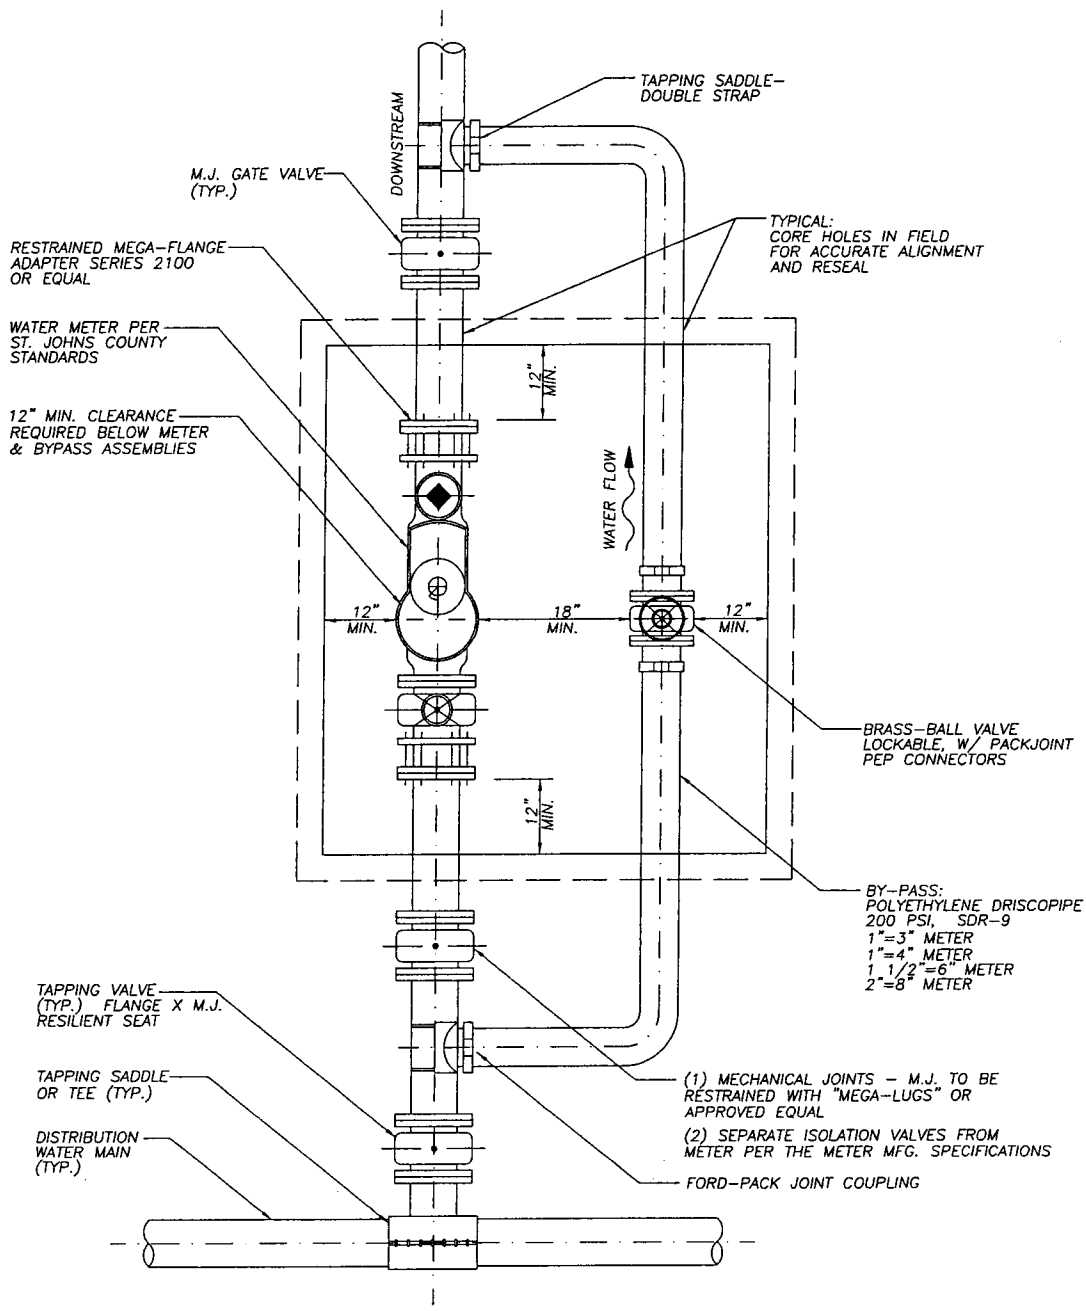 TAPPING SADDLE-
DOUBLE STRAP
DOWNSTREAM
M.J. GATE VALVE
(TYP.)
TYPICAL:
CORE HOLES IN FIELD
FOR ACCURATE ALIGNMENT
AND RESEAL
RESTRAINED MEGA-FLANGE
ADAPTER SERIES 2100
OR EQUAL
WATER METER PER
ST. JOHNS COUNTY
STANDARDS
12"
MIN.
12" MIN. CLEARANCE
REQUIRED BELOW METER
& BYPASS ASSEMBLIES
WATER FLOW
12"
MIN.
18"
MIN.
12"
MIN.
BRASS-BALL VALVE
LOCKABLE, W/ PACKJOINT
PEP CONNECTORS
12"
MIN.
BY-PASS:
POLYETHYLENE DRISCOPIPE
200 PSI, SDR-9
1"=3" METER
1"=4" METER
1 1/2"=6" METER
2"=8" METER
TAPPING VALVE
(TYP.) FLANGE X M.J.
RESILIENT SEAT
TAPPING SADDLE
OR TEE (TYP.)
DISTRIBUTION
WATER MAIN
(TYP.)
(1) MECHANICAL JOINTS - M.J. TO BE
RESTRAINED WITH "MEGA-LUGS" OR
APPROVED EQUAL
(2) SEPARATE ISOLATION VALVES FROM
METER PER THE METER MFG. SPECIFICATIONS
FORD-PACK JOINT COUPLING